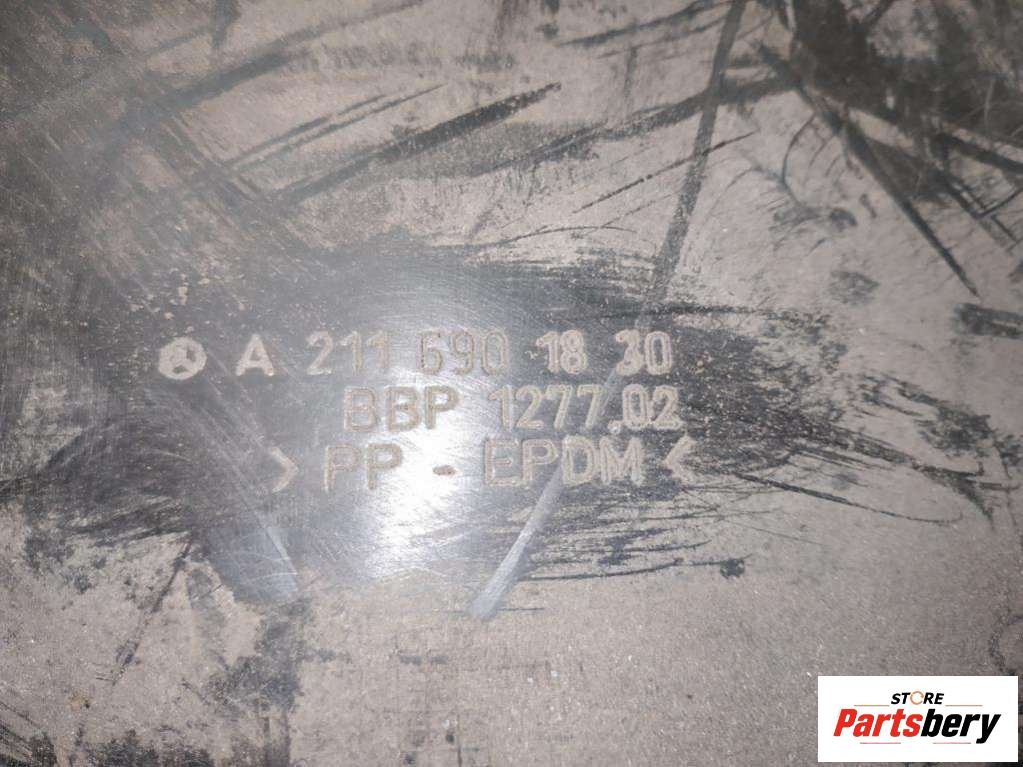 A 211 690 18 30
BBP 1277.02
> PP - EPDM <
STORE
Partsbery